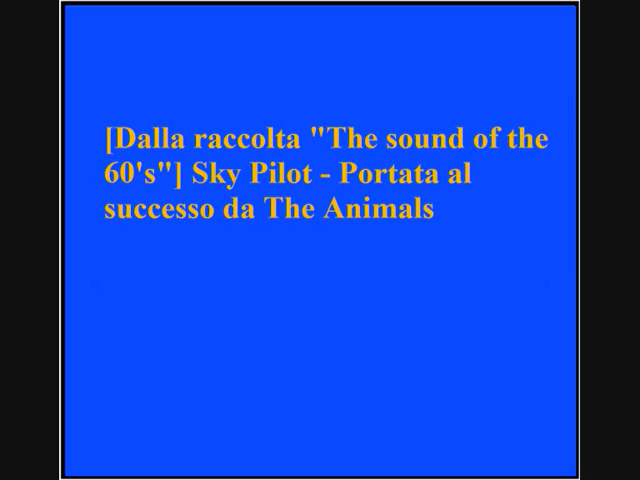 [Dalla raccolta "The sound of the
60's"] Sky Pilot - Portata al
successo da The Animals